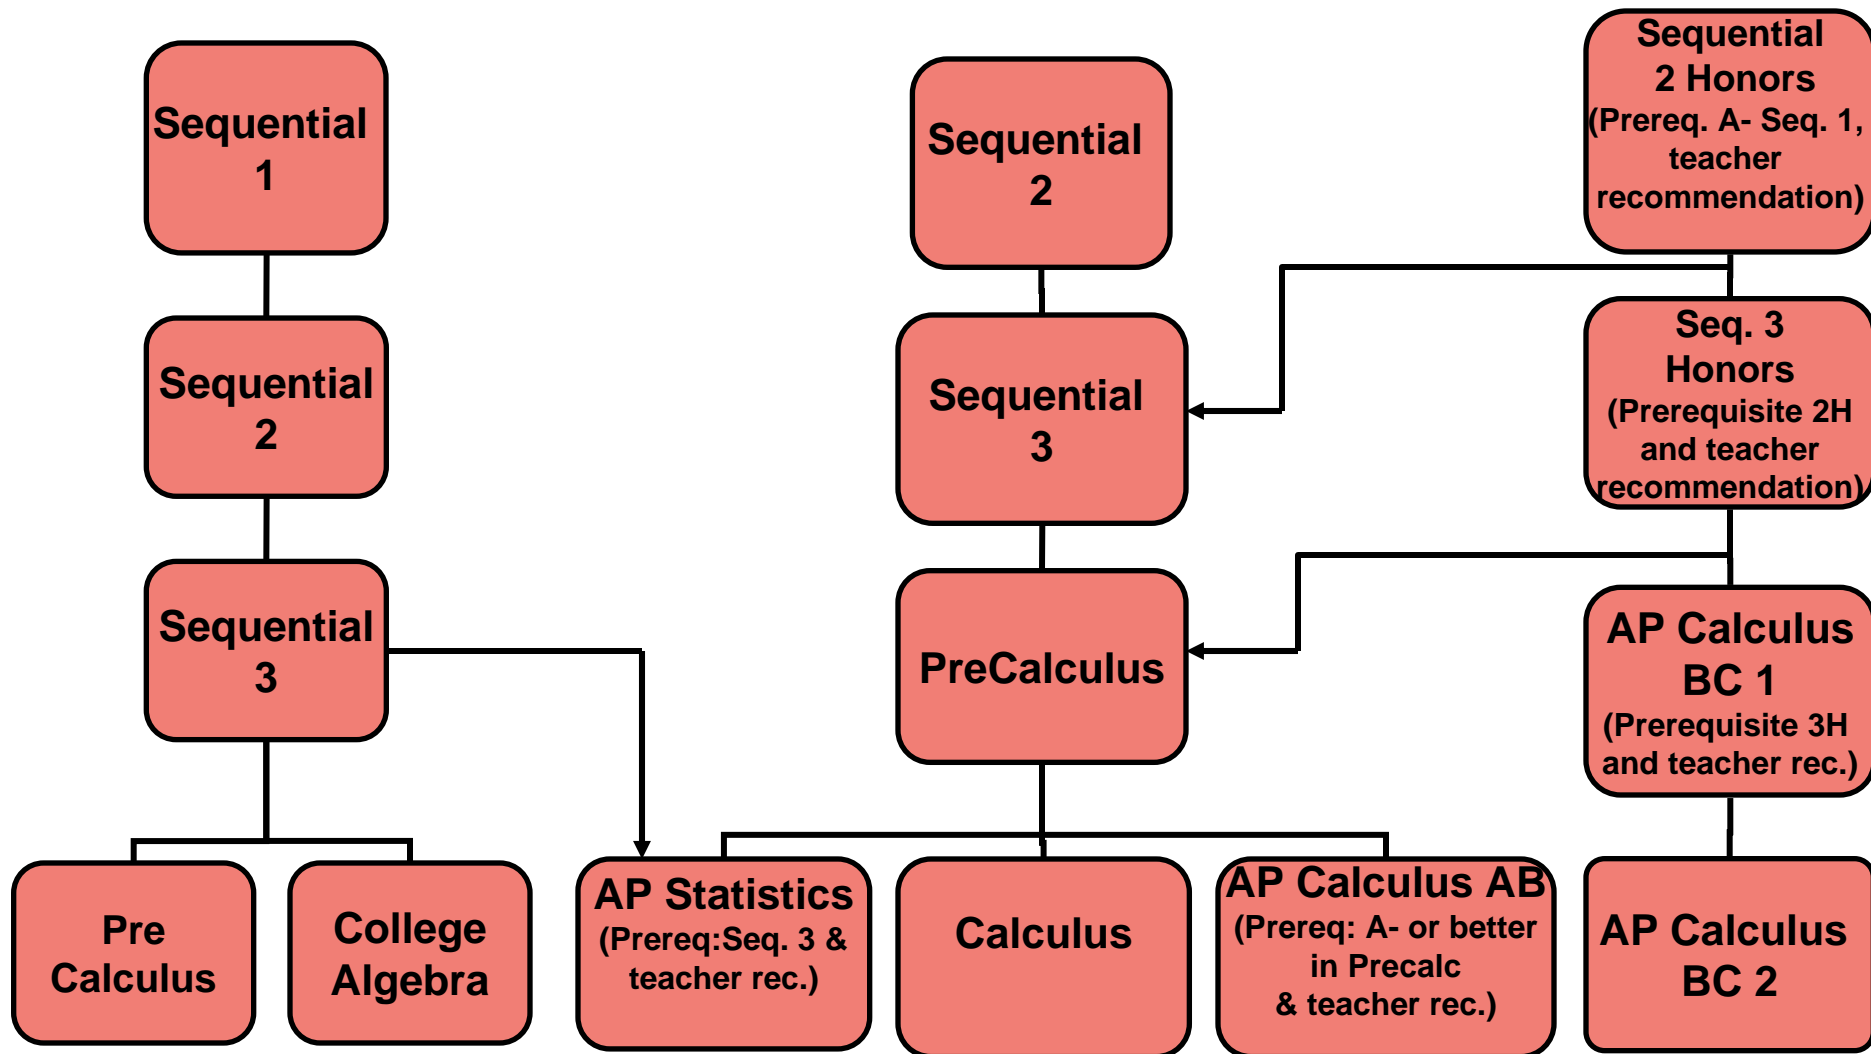 Sequential
1
Sequential
2
Sequential
3
Pre
Calculus
College
Algebra
AP Statistics
(Prereq:Seq. 3 &
teacher rec.)
Sequential
2
Sequential
3
PreCalculus
Calculus
AP Calculus AB
(Prereq: A- or better
in Precalc
& teacher rec.)
Sequential
2 Honors
(Prereq. A- Seq. 1,
teacher
recommendation)
Seq. 3
Honors
(Prerequisite 2H
and teacher
recommendation)
AP Calculus
BC 1
(Prerequisite 3H
and teacher rec.)
AP Calculus
BC 2